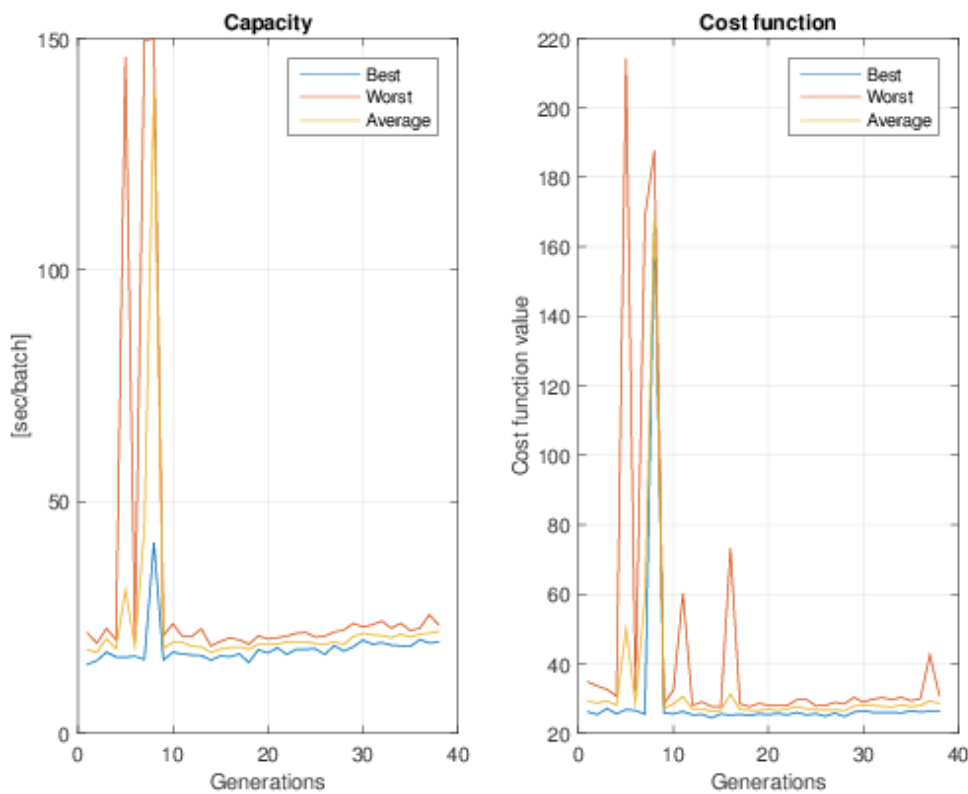 Capacity
150
100
50
0
[sec/batch]
Best
Worst
Average
0
10
20
30
40
Generations
Cost function
220
200
180
160
140
120
100
80
60
40
20
Cost function value
Best
Worst
Average
0
10
20
30
40
Generations